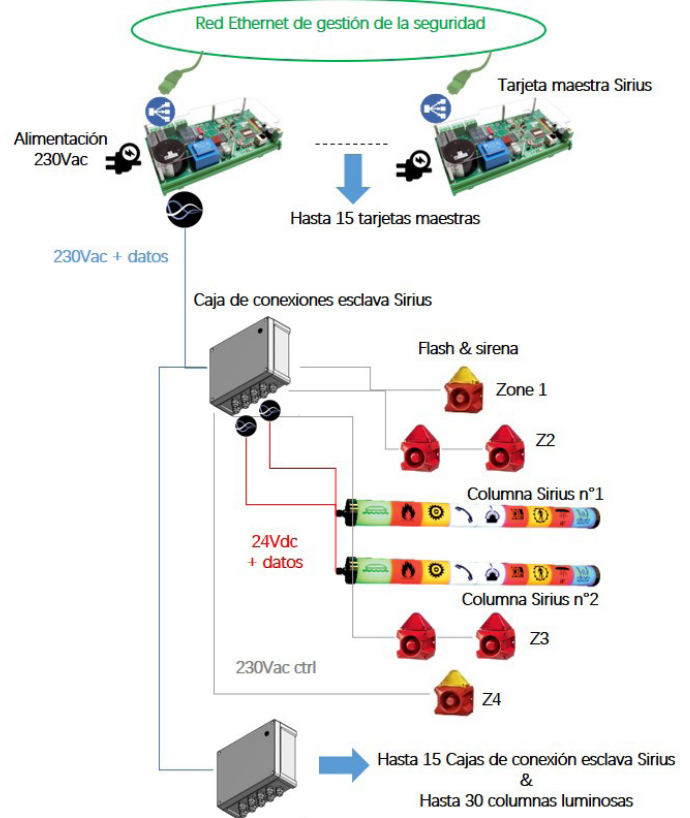 Red Ethernet de gestión de la seguridad
Tarjeta maestra Sirius
Alimentación
230Vac
Hasta 15 tarjetas maestras
230Vac + datos
Caja de conexiones esclava Sirius
Flash & sirena
Zone 1
Z2
Columna Sirius n°1
24Vdc
+ datos
Columna Sirius n°2
Z3
230Vac ctrl
Z4
Hasta 15 Cajas de conexión esclava Sirius
&
Hasta 30 columnas luminosas